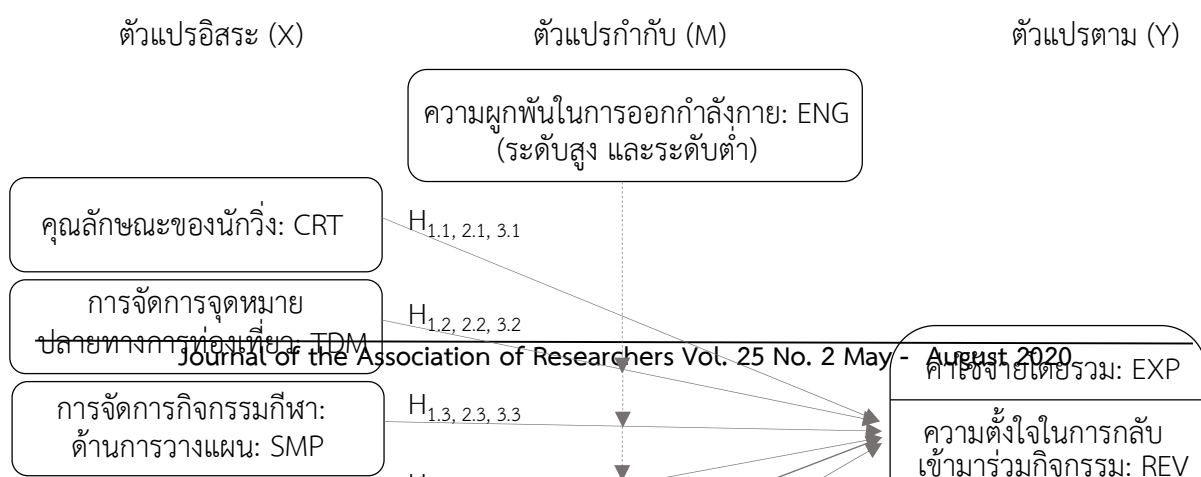 ตัวแปรอิสระ (X)
ตัวแปรกำกับ (M)
ตัวแปรตาม (Y)
ความผูกพันในการออกกำลังกาย: ENG
(ระดับสูง และระดับต่ำ)
คุณลักษณะของนักวิ่ง: CRT
H1.1, 2.1, 3.1
การจัดการจุดหมาย
ปลายทางการท่องเที่ยว: TDM
H1.2, 2.2, 3.2
Journal of the Association of Researchers Vol. 25 No. 2 May - August 2020
ค่าใช้จ่ายโดยรวม: EXP
การจัดการกิจกรรมกีฬา:
ด้านการวางแผน: SMP
H1.3, 2.3, 3.3
ความตั้งใจในการกลับ
เข้ามาร่วมกิจกรรม: REV